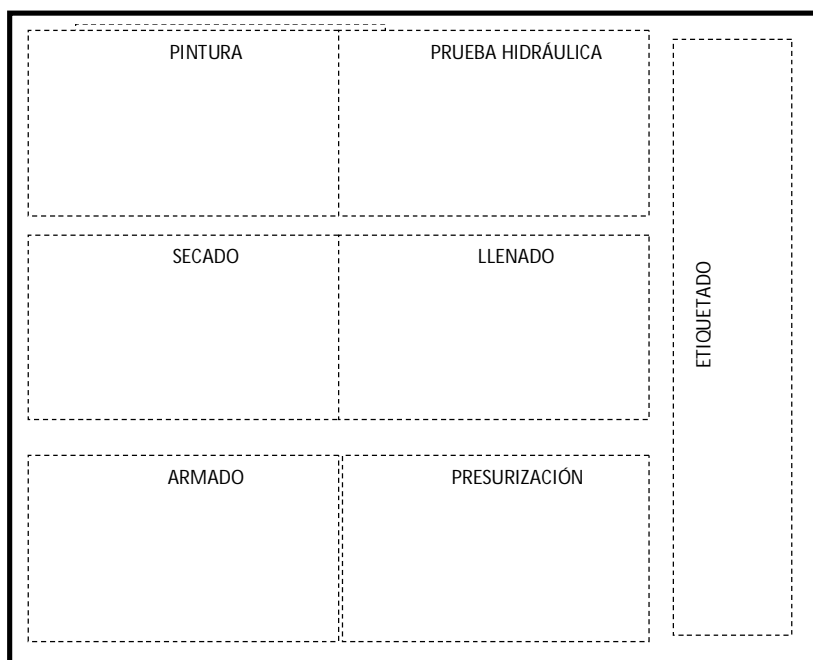 PINTURA
PRUEBA HIDRÁULICA
SECADO
LLENADO
ETIQUETADO
ARMADO
PRESURIZACIÓN